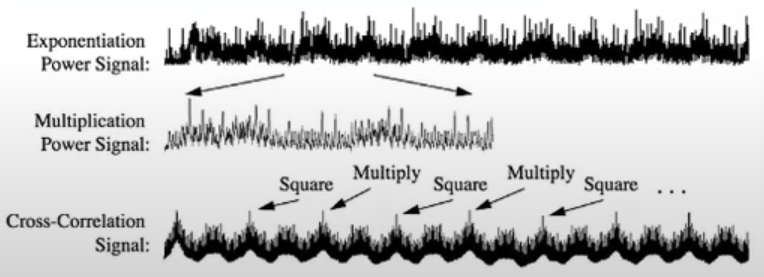 Exponentiation
Power Signal:
Multiplication
Power Signal:
Square
Multiply
Square
Multiply
Square
. . .
Cross-Correlation
Signal: